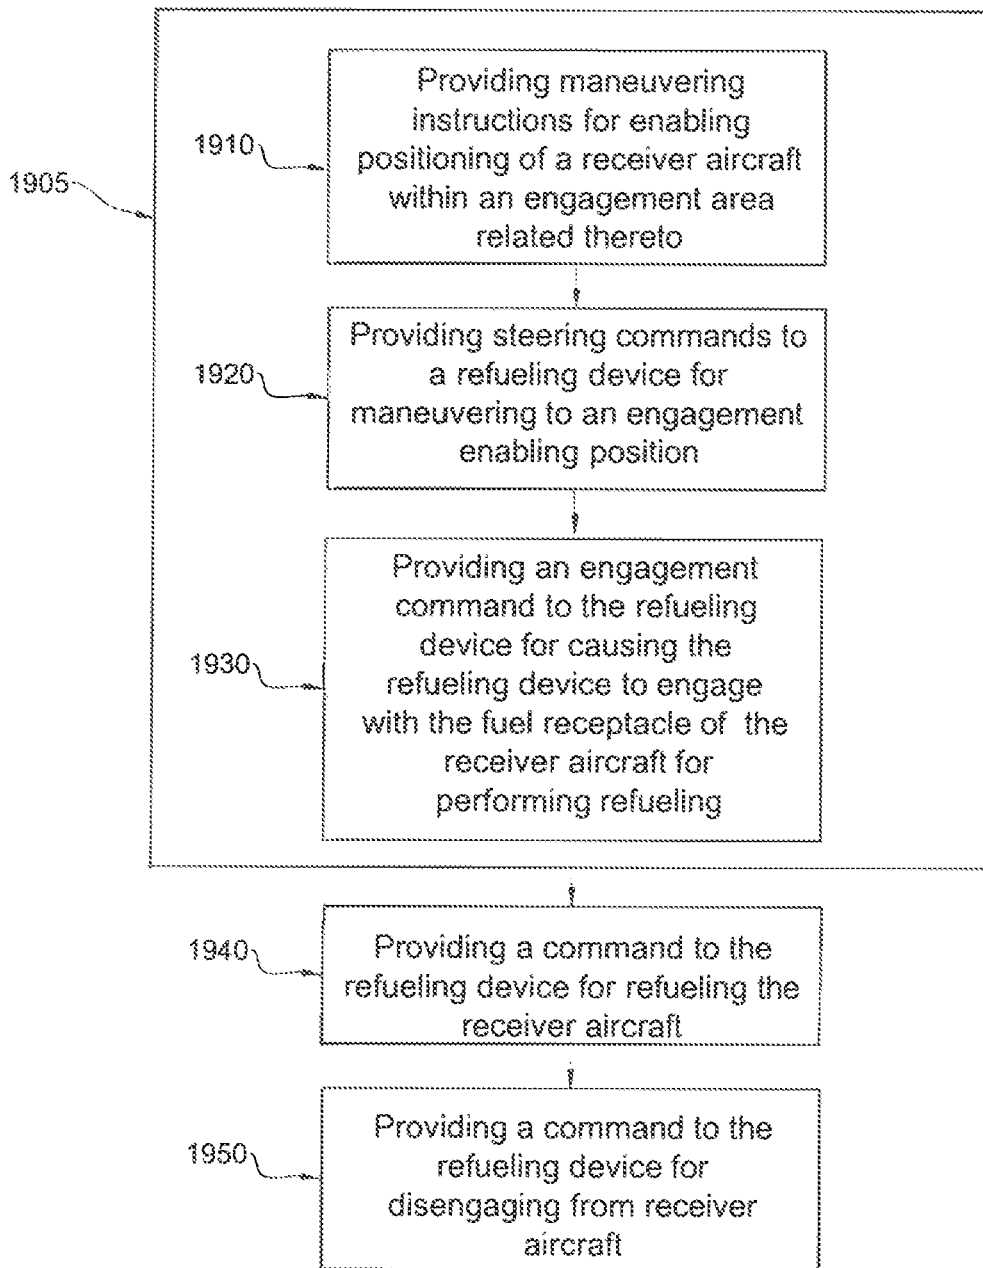 1905
1910
Providing maneuvering
instructions for enabling
positioning of a receiver aircraft
within an engagement area
related thereto
1920
Providing steering commands to
a refueling device for
maneuvering to an engagement
enabling position
1930
Providing an engagement
command to the refueling
device for causing the
refueling device to engage
with the fuel receptacle of the
receiver aircraft for
performing refueling
1940
Providing a command to the
refueling device for refueling the
receiver aircraft
1950
Providing a command to the
refueling device for
disengaging from receiver
aircraft